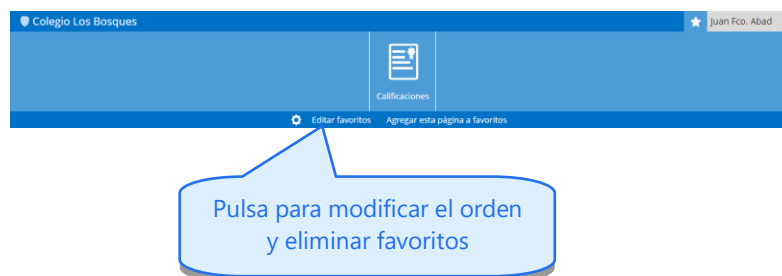 Colegio Los Bosques
Juan Fco. Abad
Calificaciones
Editar favoritos Agregar esta página a favoritos
Pulsa para modificar el orden
y eliminar favoritos